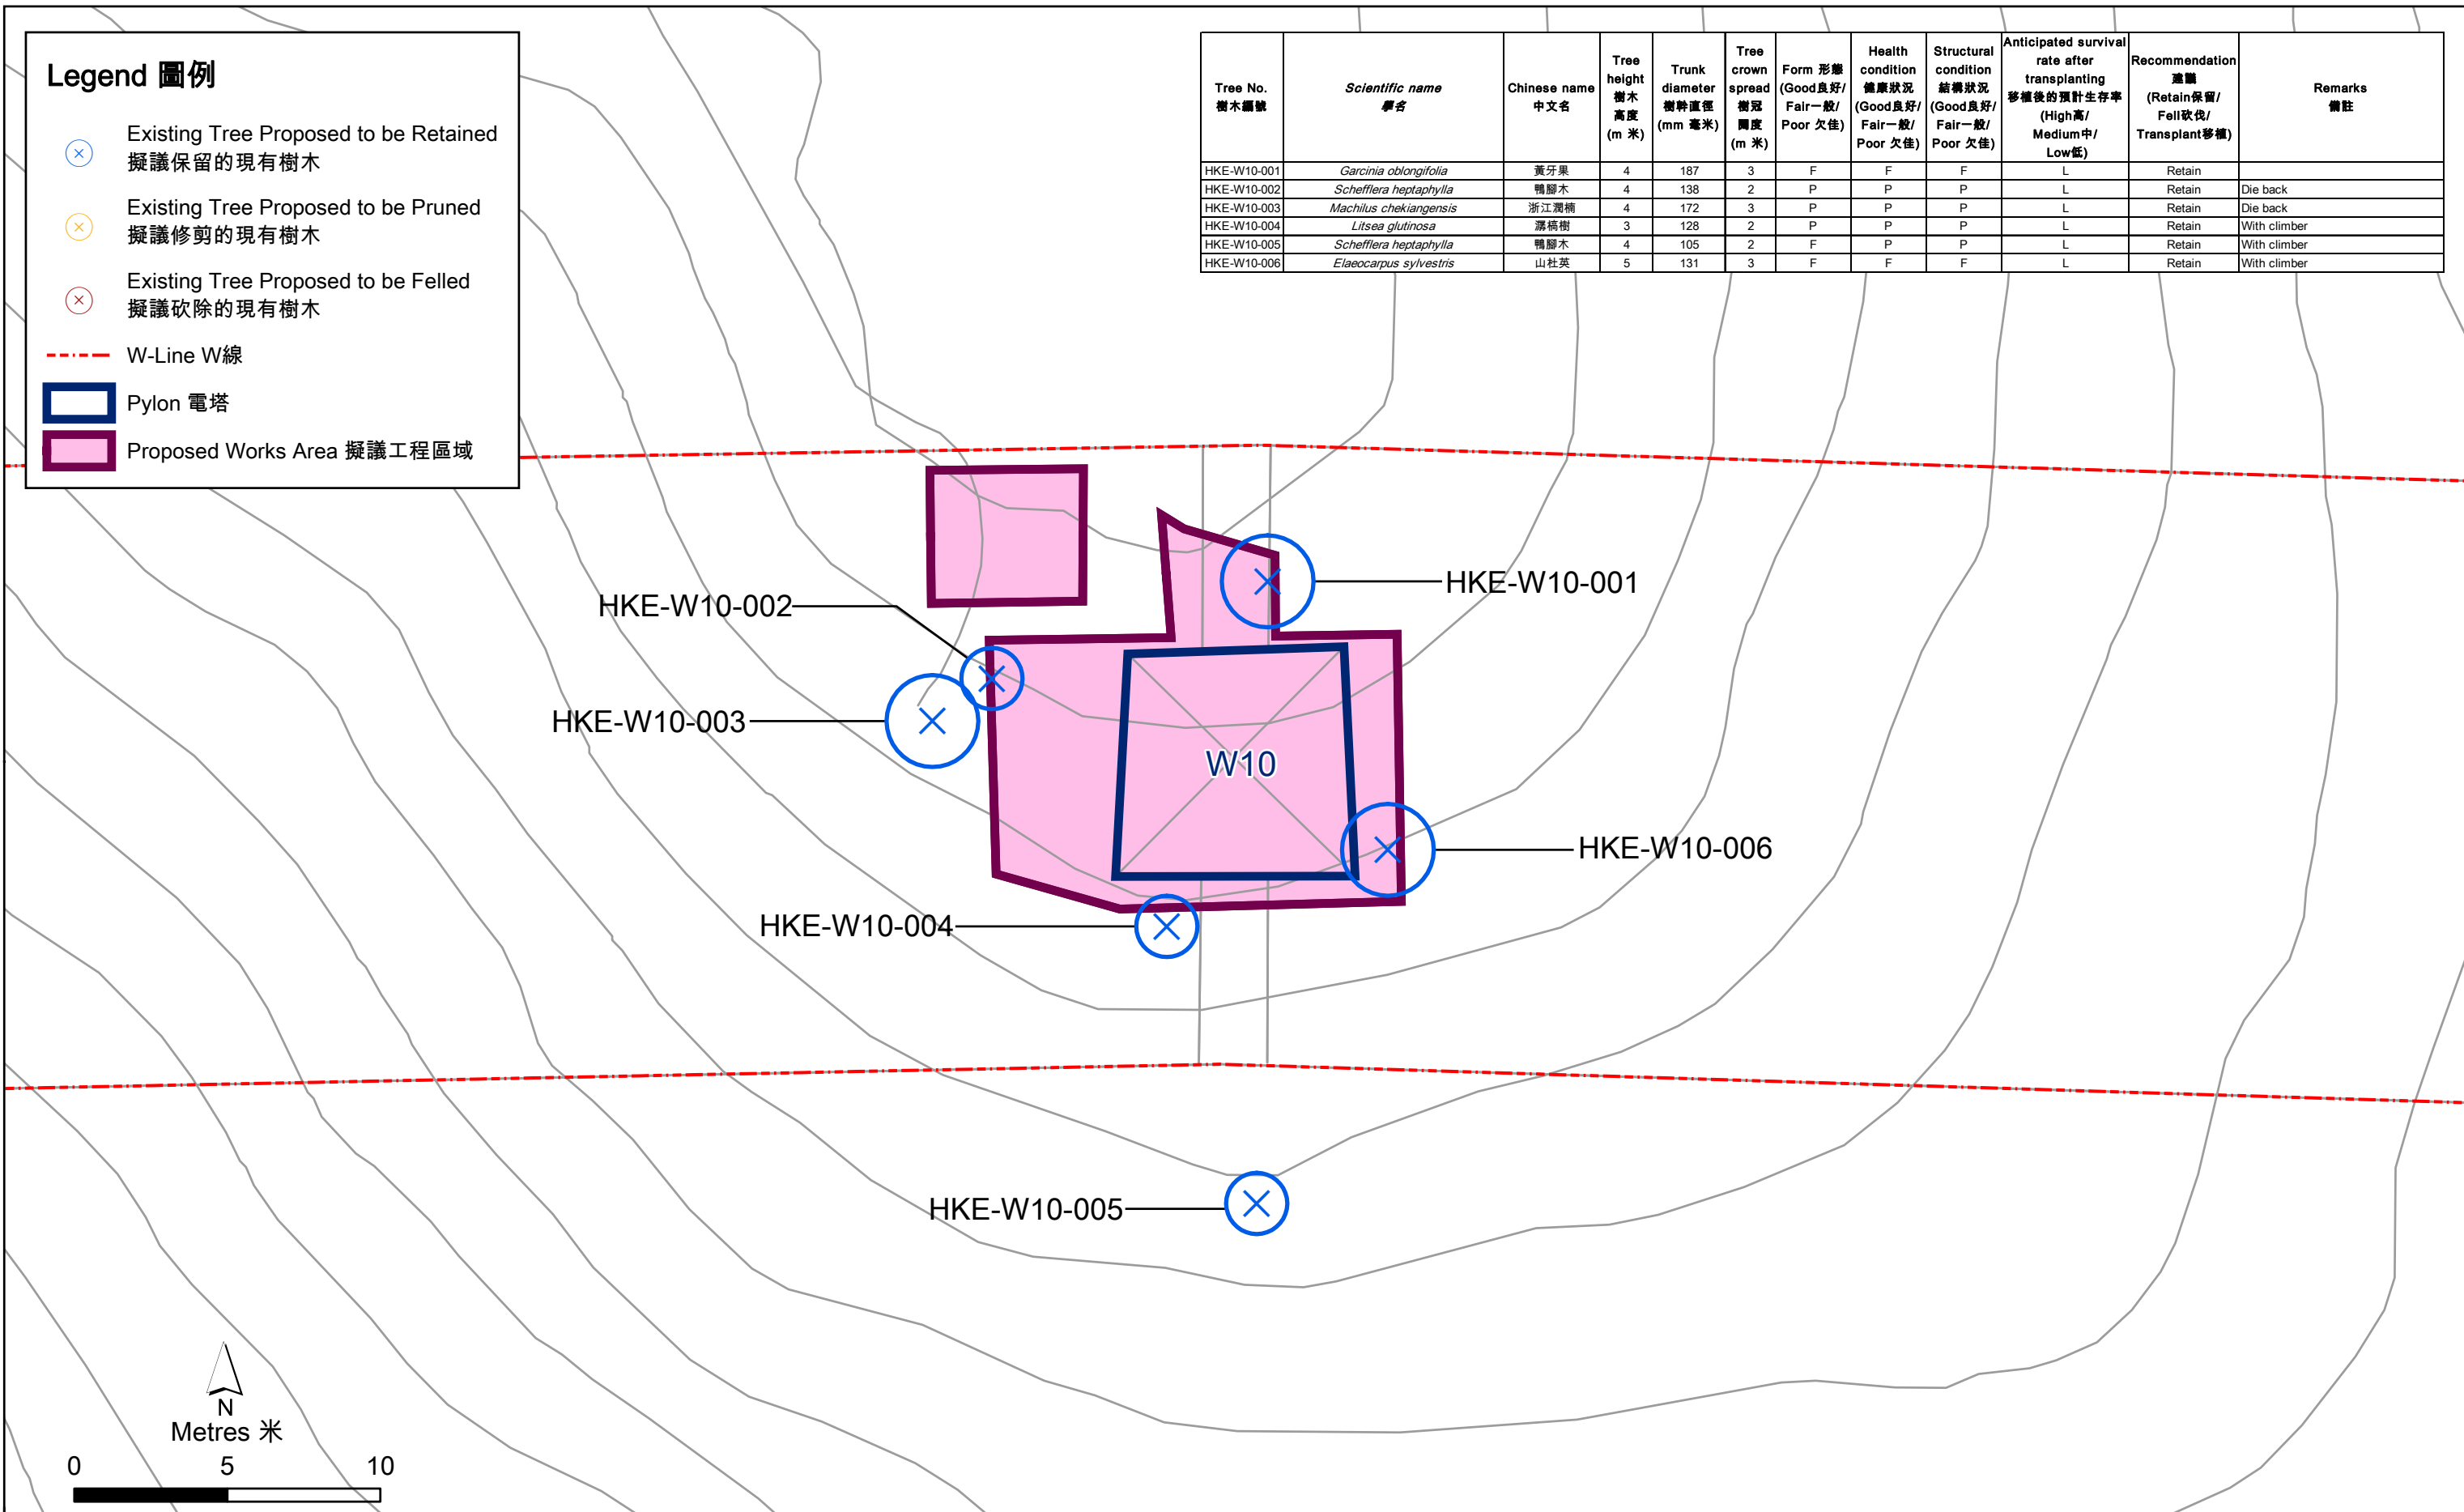 Legend 圖例
Existing Tree Proposed to be Retained
擬議保留的現有樹木
Existing Tree Proposed to be Pruned
擬議修剪的現有樹木
Existing Tree Proposed to be Felled
擬議砍除的現有樹木
W-Line W線
Pylon 電塔
Proposed Works Area 擬議工程區域
Tree No. 樹木編號 Scientific name 學名 Chinese name 中文名 Tree height 樹木高度 (m 米) Trunk diameter 樹幹直徑 (mm 毫米) Tree crown spread 樹冠闊度 (m 米) Form 形態 (Good良好/ Fair一般/ Poor 欠佳) Health condition 健康狀況 (Good良好/ Fair一般/ Poor 欠佳) Structural condition 結構狀況 (Good良好/ Fair一般/ Poor 欠佳) Anticipated survival rate after transplanting 移植後的預計生存率 (High高/ Medium中/ Low低) Recommendation 建議 (Retain保留/ Fell砍伐/ Transplant移植) Remarks 備註
HKE-W10-001 Garcinia oblongifolia 黃牙果 4 187 3 F F F L Retain
HKE-W10-002 Schefflera heptaphylla 鴨腳木 4 138 2 P P P L Retain Die back
HKE-W10-003 Machilus chekiangensis 浙江潤楠 4 172 3 P P P L Retain Die back
HKE-W10-004 Litsea glutinosa 潺槁樹 3 128 2 P P P L Retain With climber
HKE-W10-005 Schefflera heptaphylla 鴨腳木 4 105 2 F P P L Retain With climber
HKE-W10-006 Elaeocarpus sylvestris 山杜英 5 131 3 F F F L Retain With climber
HKE-W10-001
HKE-W10-002
HKE-W10-003
W10
HKE-W10-006
HKE-W10-004
HKE-W10-005
N
Metres 米
0 5 10